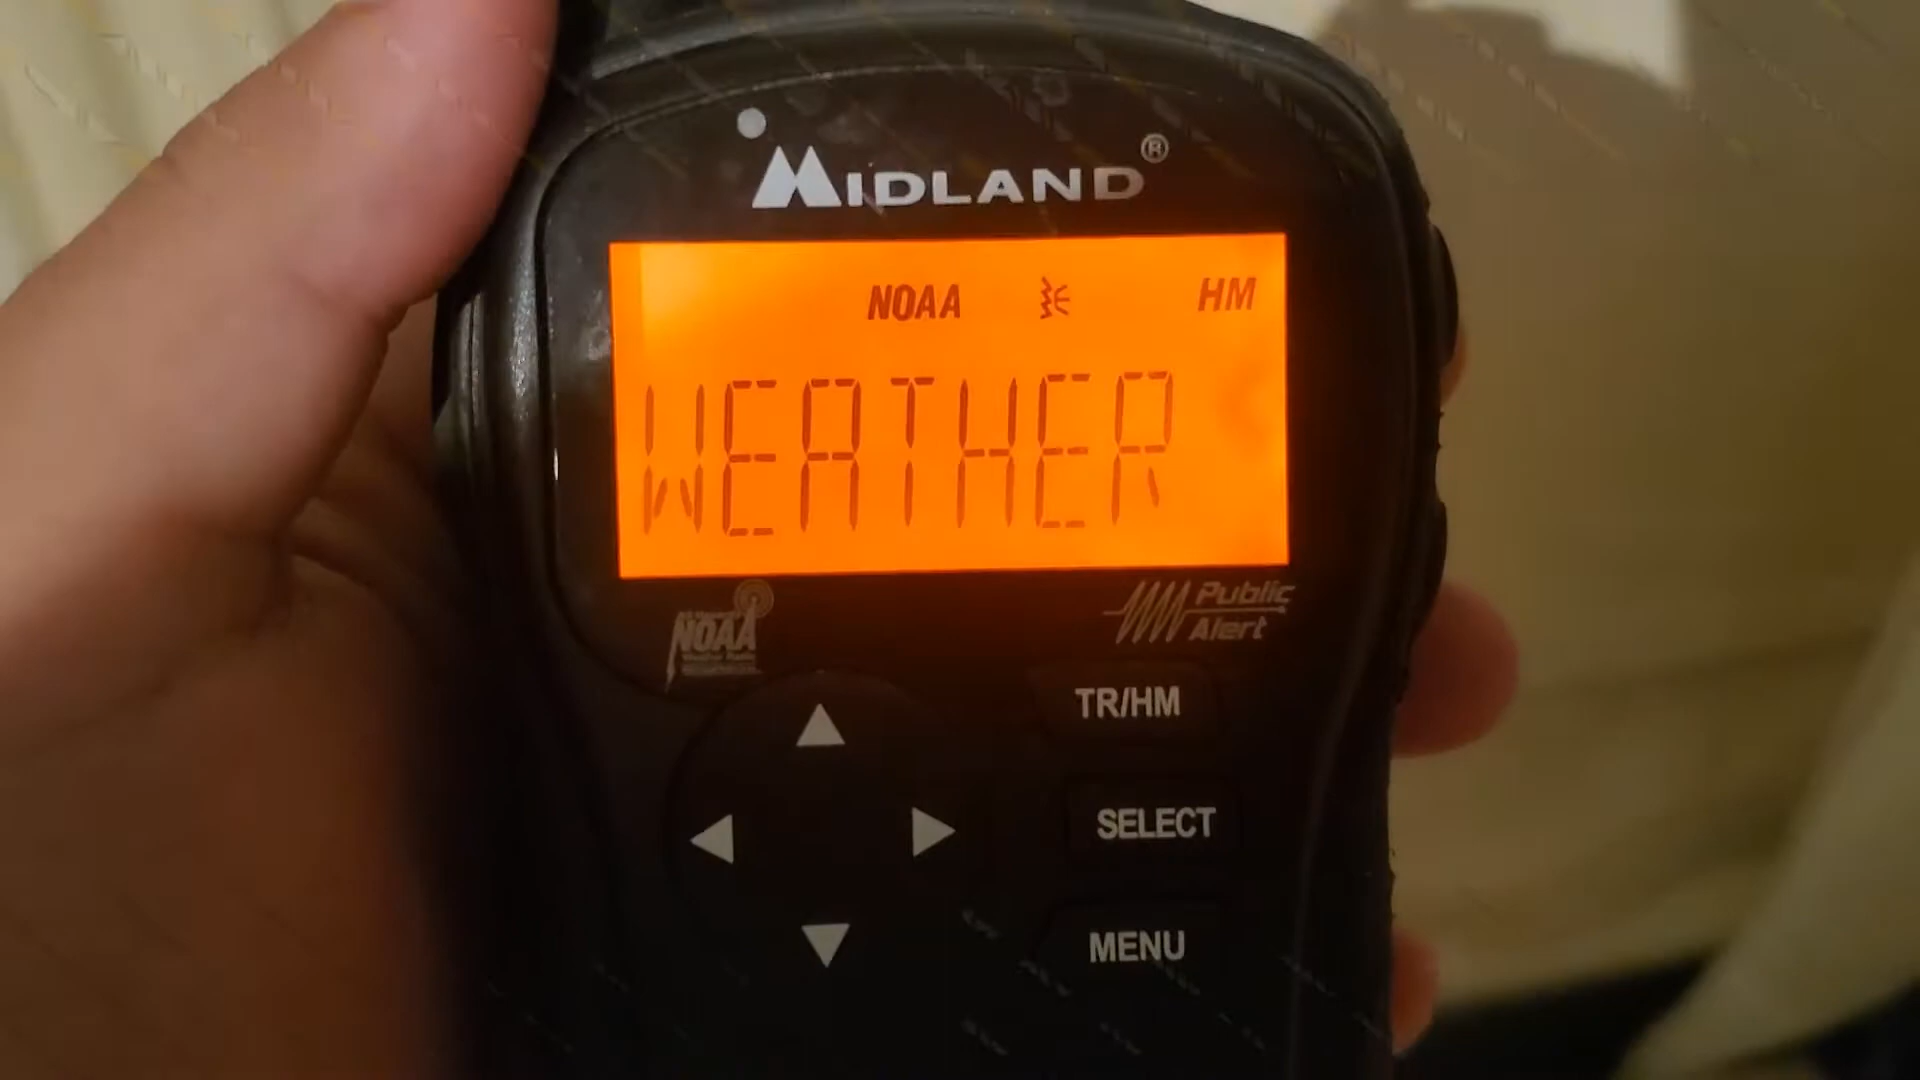 MIDLAND®
NOAA HM
WEATHER
NOAA
Public
Alert
TR/HM
SELECT
MENU